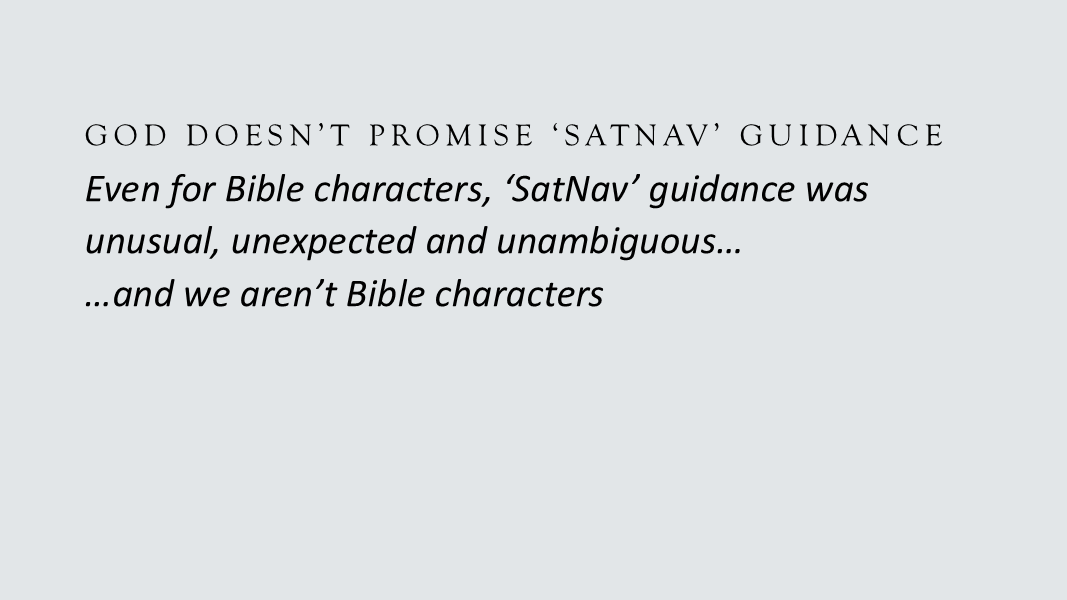 GOD DOESN’T PROMISE ‘SATNAV’ GUIDANCE
Even for Bible characters, ‘SatNav’ guidance was
unusual, unexpected and unambiguous…
…and we aren’t Bible characters